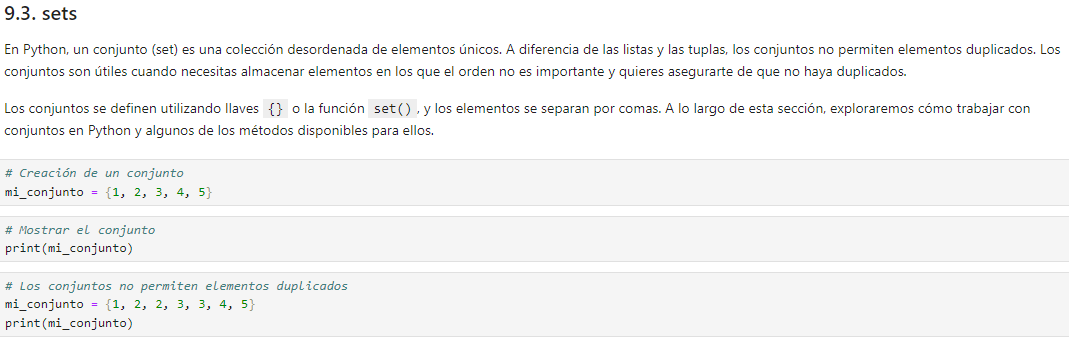 9.3. sets
En Python, un conjunto (set) es una colección desordenada de elementos únicos. A diferencia de las listas y las tuplas, los conjuntos no permiten elementos duplicados. Los
conjuntos son útiles cuando necesitas almacenar elementos en los que el orden no es importante y quieres asegurarte de que no haya duplicados.
Los conjuntos se definen utilizando llaves {} o la función set() , y los elementos se separan por comas. A lo largo de esta sección, exploraremos cómo trabajar con
conjuntos en Python y algunos de los métodos disponibles para ellos.
# Creación de un conjunto
mi_conjunto = {1, 2, 3, 4, 5}
# Mostrar el conjunto
print(mi_conjunto)
# Los conjuntos no permiten elementos duplicados
mi_conjunto = {1, 2, 2, 3, 3, 4, 5}
print(mi_conjunto)